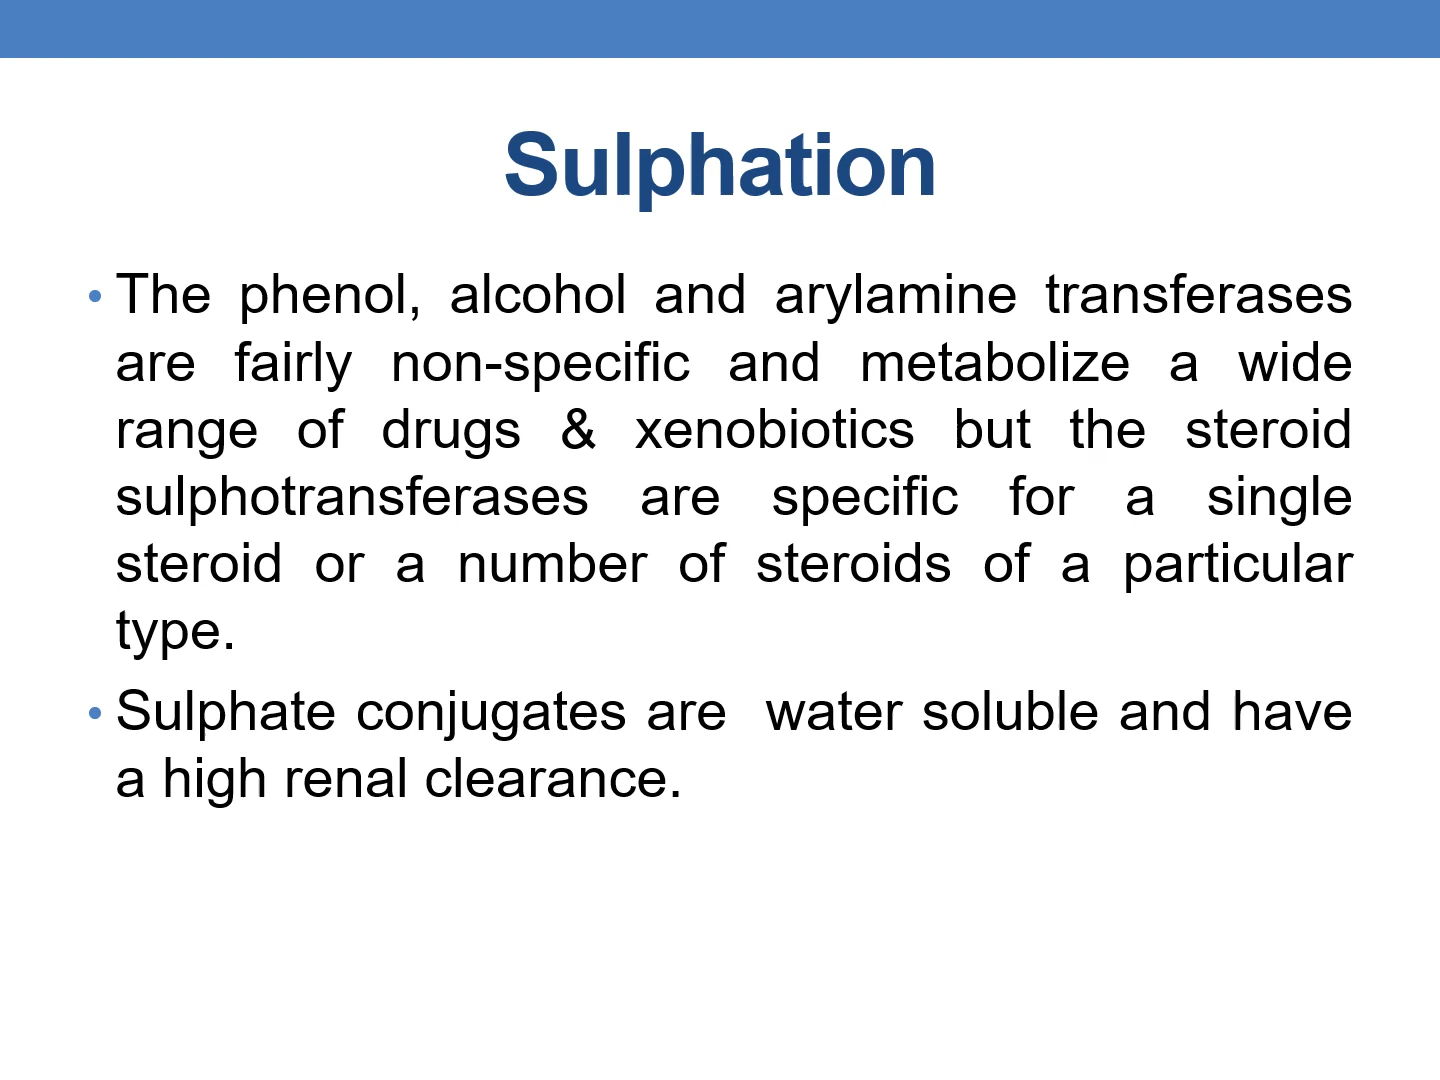 Sulphation
• The phenol, alcohol and arylamine transferases
are fairly non-specific and metabolize a wide
range of drugs & xenobiotics but the steroid
sulphotransferases are specific for a single
steroid or a number of steroids of a particular
type.
• Sulphate conjugates are  water soluble and have
a high renal clearance.